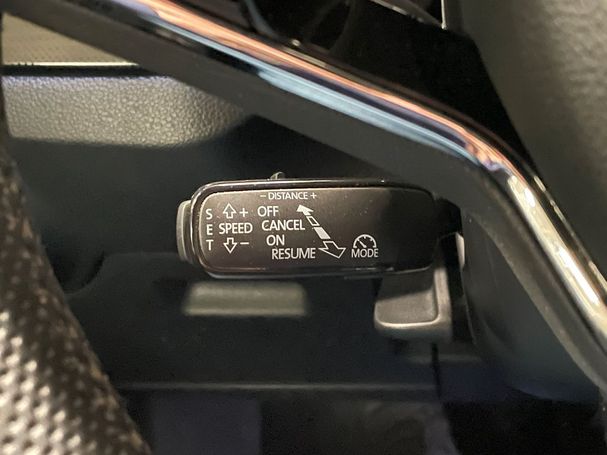 - DISTANCE +
S + OFF
E SPEED CANCEL
T - ON
RESUME MODE